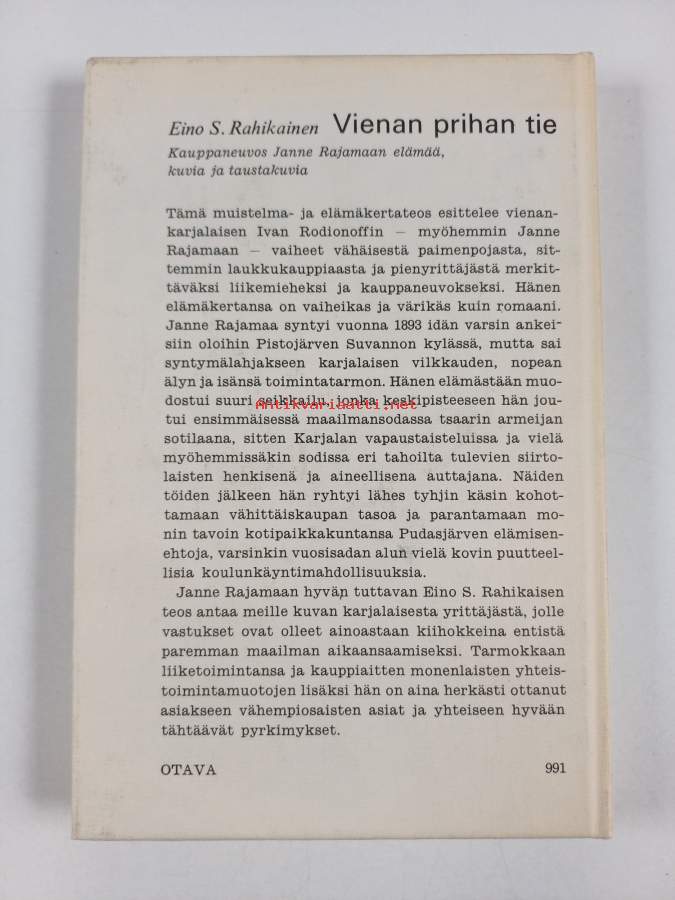 Eino S. Rahikainen Vienan prihan tie
Kauppaneuvos Janne Rajamaan elämää,
kuvia ja taustakuvia
Tämä muistelma- ja elämäkertateos esittelee vienan-
karjalaisen Ivan Rodionoffin — myöhemmin Janne
Rajamaan — vaiheet vähäisestä paimenpojasta, sit-
temmin laukkukauppiaasta ja pienyrittäjästä merkit-
täväksi liikemieheksi ja kauppaneuvokseksi. Hänen
elämäkertansa on vaiheikas ja värikäs kuin romaani.
Janne Rajamaa syntyi vuonna 1893 idän varsin ankei-
siin oloihin Pistojärven Suvannon kylässä, mutta sai
syntymälahjakseen karjalaisen vilkkauden, nopean
älyn ja isänsä toimintatarmon. Hänen elämästään muo-
dostui suuri seikkailu, jonka keskipisteeseen hän jou-
Antikvariaatti.net
tui ensimmäisessä maailmansodassa tsaarin armeijan
sotilaana, sitten Karjalan vapaustaisteluissa ja vielä
myöhemmissäkin sodissa eri tahoilta tulevien siirto-
laisten henkisenä ja aineellisena auttajana. Näiden
töiden jälkeen hän ryhtyi lähes tyhjin käsin kohot-
tamaan vähittäiskaupan tasoa ja parantamaan mo-
nin tavoin kotipaikkakuntansa Pudasjärven elämisen-
ehtoja, varsinkin vuosisadan alun vielä kovin puutteel-
lisia koulunkäyntimahdollisuuksia.
Janne Rajamaan hyvän tuttavan Eino S. Rahikaisen
teos antaa meille kuvan karjalaisesta yrittäjästä, jolle
vastukset ovat olleet ainoastaan kiihokkeina entistä
paremman maailman aikaansaamiseksi. Tarmokkaan
liiketoimintansa ja kauppiaitten monenlaisten yhteis-
toimintamuotojen lisäksi hän on aina herkästi ottanut
asiakseen vähempiosaisten asiat ja yhteiseen hyvään
tähtäävät pyrkimykset.
OTAVA 991